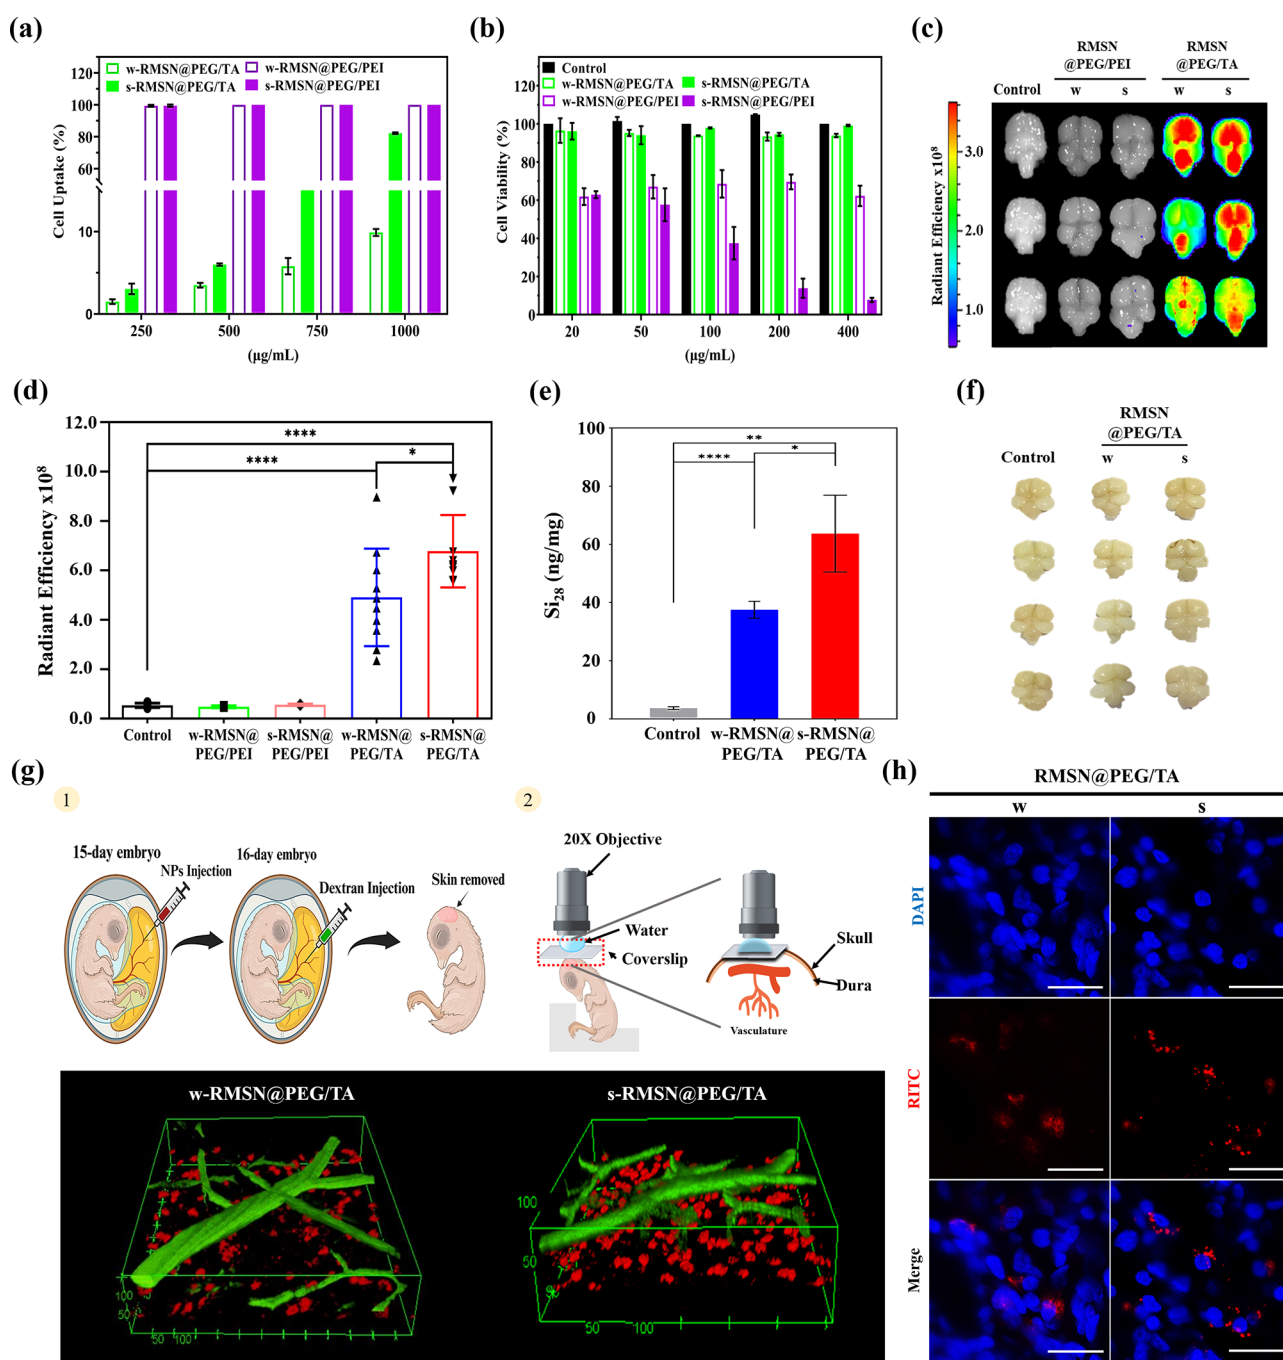 (a)
w-RMSN@PEG/TA
w-RMSN@PEG/PEI
s-RMSN@PEG/TA
s-RMSN@PEG/PEI
Cell Uptake (%)
100
80
60
10
0
250
500
750
1000
(μg/mL)
(b)
Control
w-RMSN@PEG/TA
s-RMSN@PEG/TA
w-RMSN@PEG/PEI
s-RMSN@PEG/PEI
Cell Viability (%)
120
100
80
60
40
20
0
20
50
100
200
400
(μg/mL)
(c)
RMSN
@PEG/PEI
RMSN
@PEG/TA
Control
w
s
w
s
Radiant Efficiency x10⁸
3.0
2.0
1.0
(d)
Radiant Efficiency x10⁸
12.0
10.0
8.0
6.0
4.0
2.0
0.0
****
****
*
Control
w-RMSN@
PEG/PEI
s-RMSN@
PEG/PEI
w-RMSN@
PEG/TA
s-RMSN@
PEG/TA
(e)
Si₂₈ (ng/mg)
100
80
60
40
20
0
**
****
*
Control
w-RMSN@
PEG/TA
s-RMSN@
PEG/TA
(f)
RMSN
@PEG/TA
Control
w
s
(g)
1
15-day embryo
NPs Injection
16-day embryo
Dextran Injection
Skin removed
2
20X Objective
Water
Coverslip
Skull
Dura
Vasculature
w-RMSN@PEG/TA
100
50
50
100
s-RMSN@PEG/TA
100
50
50
100
(h)
RMSN@PEG/TA
w
s
DAPI
RITC
Merge